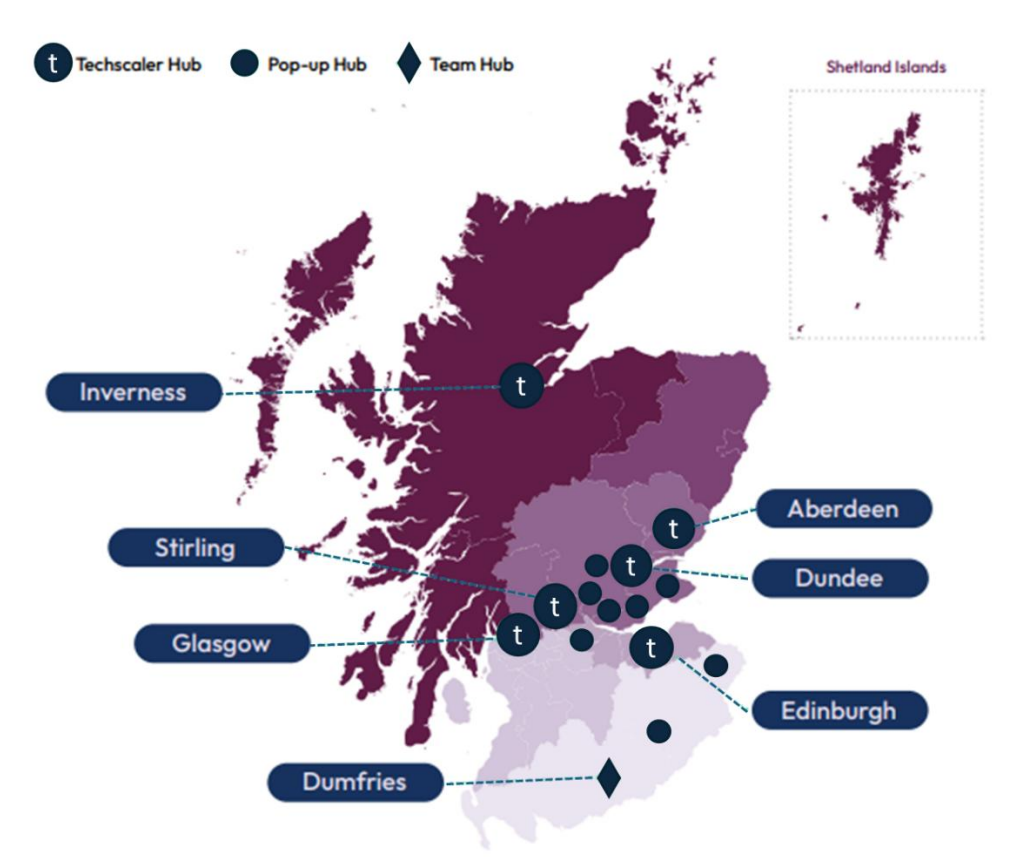 t Techscaler Hub
Pop-up Hub
Team Hub
Shetland Islands
Inverness
t
Aberdeen
t
Stirling
t
Dundee
t
Glasgow
t
t
Edinburgh
Dumfries